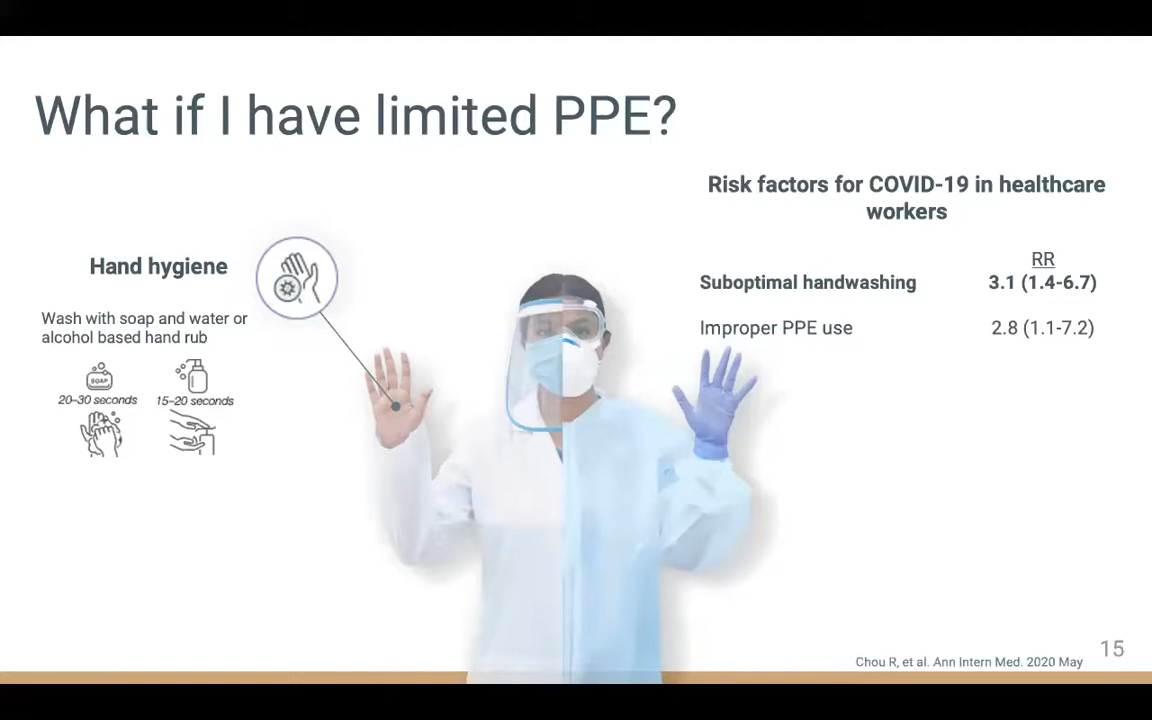 What if I have limited PPE?
Risk factors for COVID-19 in healthcare
workers
Hand hygiene
RR
Suboptimal handwashing 3.1 (1.4-6.7)
Wash with soap and water or
alcohol based hand rub
Improper PPE use 2.8 (1.1-7.2)
SOAP
20–30 seconds 15–20 seconds
15
Chou R, et al. Ann Intern Med. 2020 May